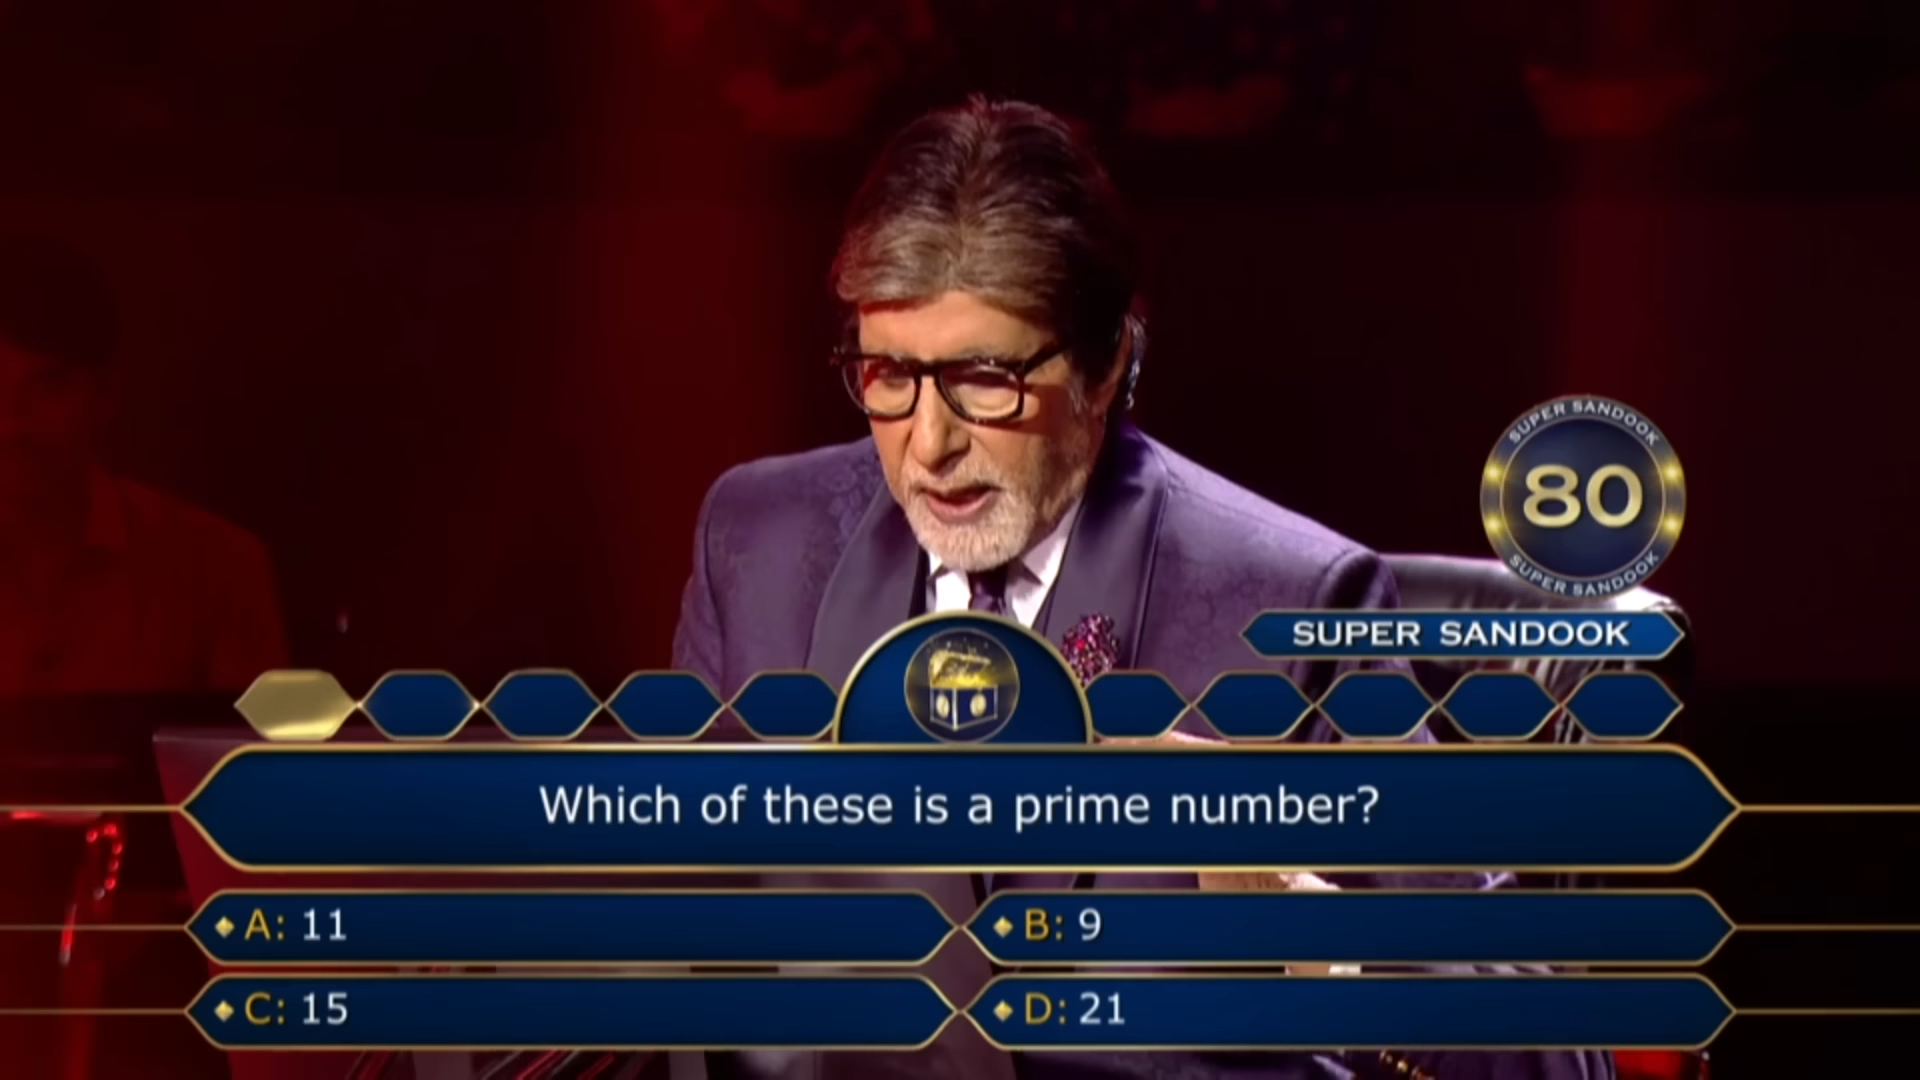 SUPER SANDOOK
80
SUPER SANDOOK
SUPER SANDOOK
Which of these is a prime number?
A: 11
B: 9
C: 15
D: 21